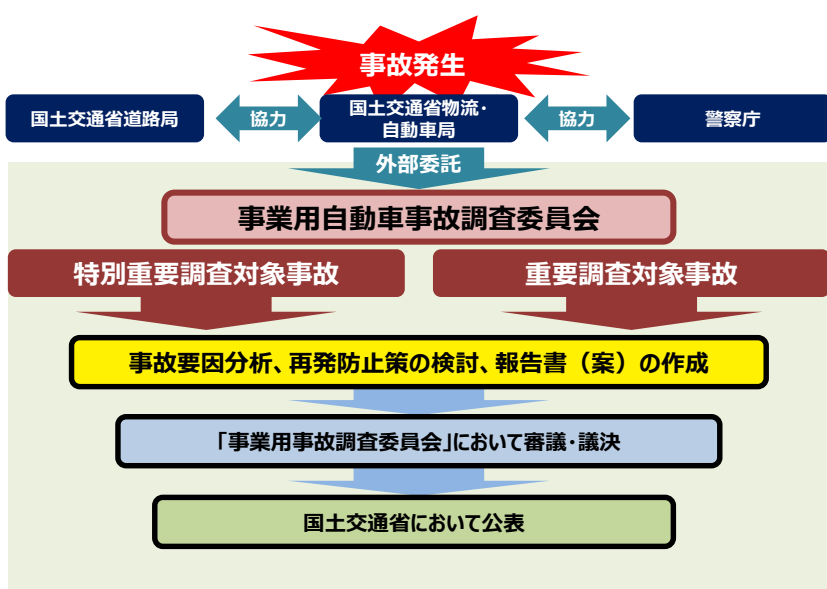 事故発生
国土交通省道路局
協力
国土交通省物流・
自動車局
協力
警察庁
外部委託
事業用自動車事故調査委員会
特別重要調査対象事故
重要調査対象事故
事故要因分析、再発防止策の検討、報告書（案）の作成
「事業用事故調査委員会」において審議・議決
国土交通省において公表